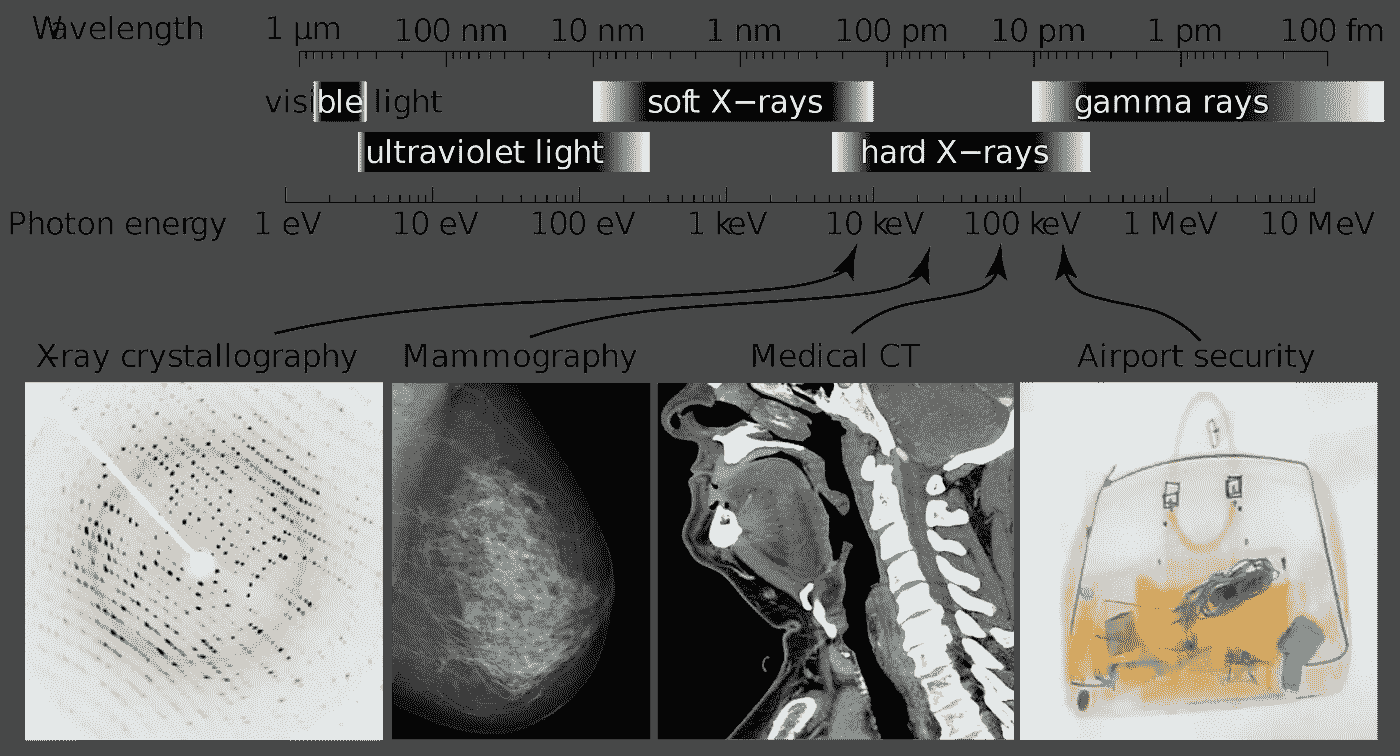 Wavelength 1 μm 100 nm 10 nm 1 nm 100 pm 10 pm 1 pm 100 fm
visible light soft X−rays gamma rays
ultraviolet light hard X−rays
Photon energy 1 eV 10 eV 100 eV 1 keV 10 keV 100 keV 1 MeV 10 MeV
X-ray crystallography Mammography Medical CT Airport security